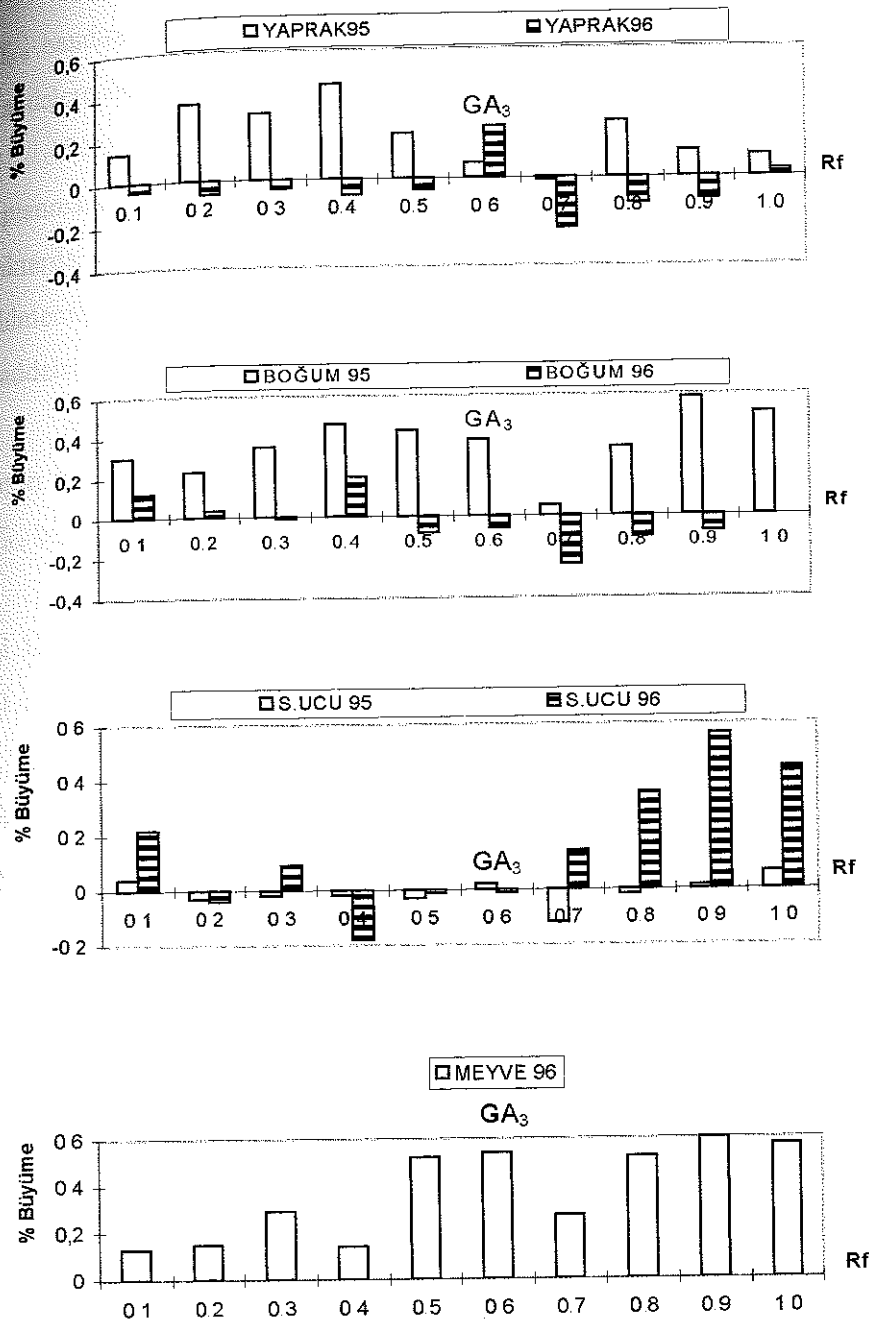 YAPRAK95 YAPRAK96
% Büyüme
0,6
0,4
0,2
0
-0,2
-0,4
GA₃
Rf
0.1 0 2 0 3 0.4 0.5 0 6 0.7 0.8 0.9 1.0
BOĞUM 95 BOĞUM 96
% Büyüme
0,6
0,4
0,2
0
-0,2
-0,4
GA₃
Rf
0 1 0.2 0.3 0.4 0.5 0.6 0.7 0.8 0.9 1 0
S.UCU 95 S.UCU 96
% Büyüme
0 6
0 4
0 2
0
-0 2
GA₃
Rf
0 1 0 2 0 3 0.4 0 5 0 6 0.7 0.8 0 9 1 0
MEYVE 96
GA₃
% Büyüme
0 6
0 4
0,2
0
Rf
0 1 0.2 0.3 0 4 0.5 0.6 0.7 0.8 0.9 1 0